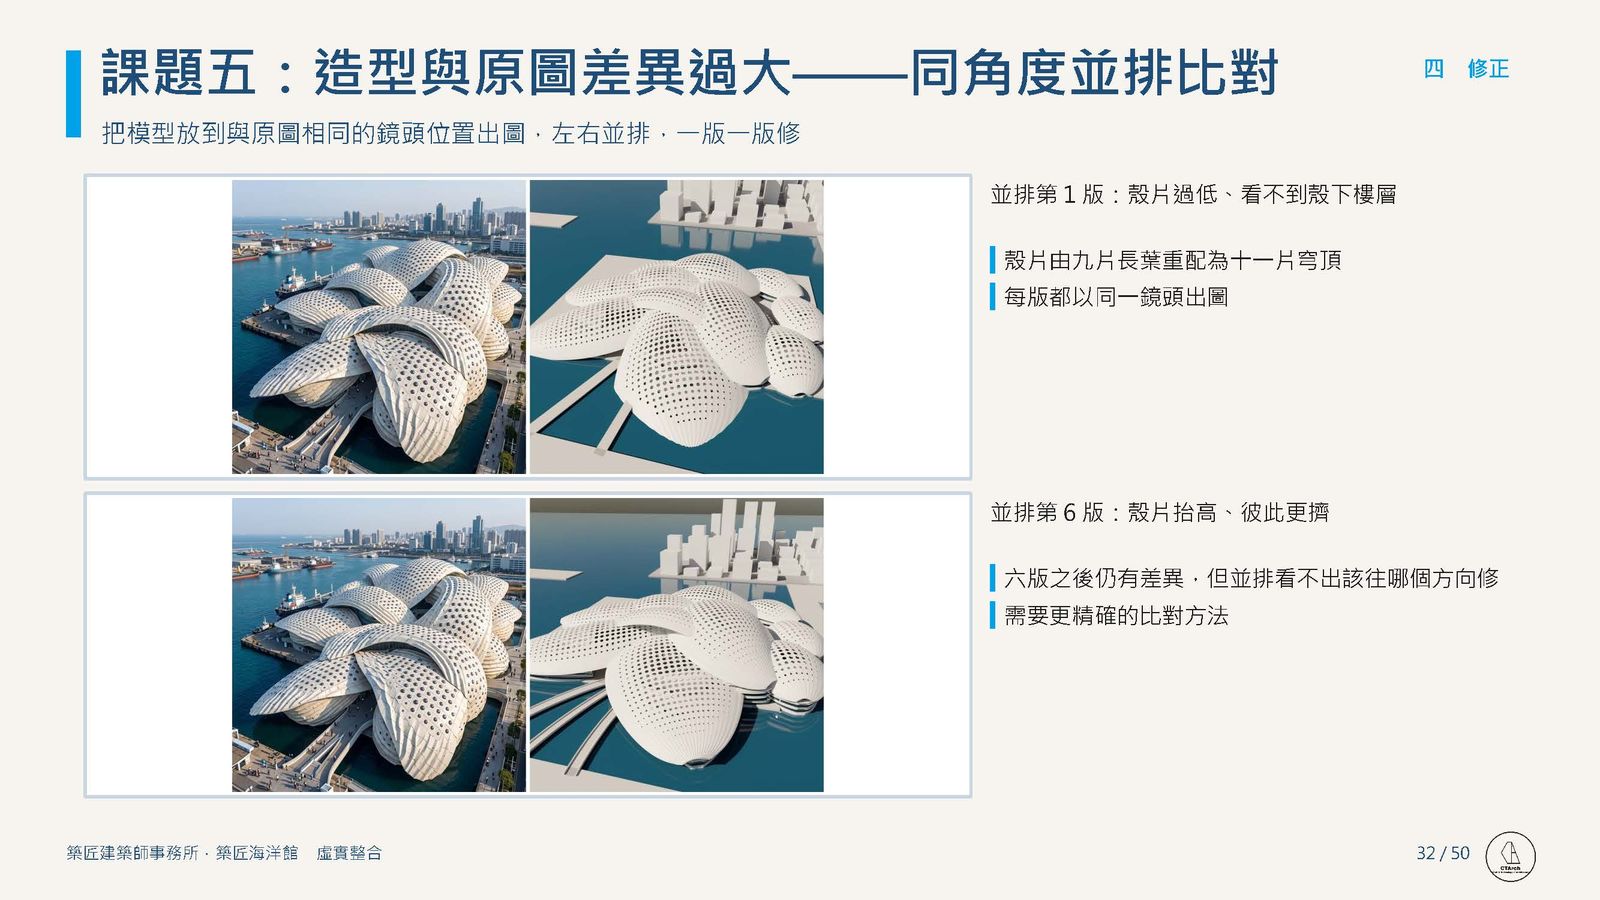 課題五：造型與原圖差異過大——同角度並排比對
四　修正
把模型放到與原圖相同的鏡頭位置出圖，左右並排，一版一版修
並排第 1 版：殼片過低、看不到殼下樓層
殼片由九片長葉重配為十一片穹頂
每版都以同一鏡頭出圖
並排第 6 版：殼片抬高、彼此更擠
六版之後仍有差異，但並排看不出該往哪個方向修
需要更精確的比對方法
築匠建築師事務所．築匠海洋館　虛實整合
32 / 50
CTArch